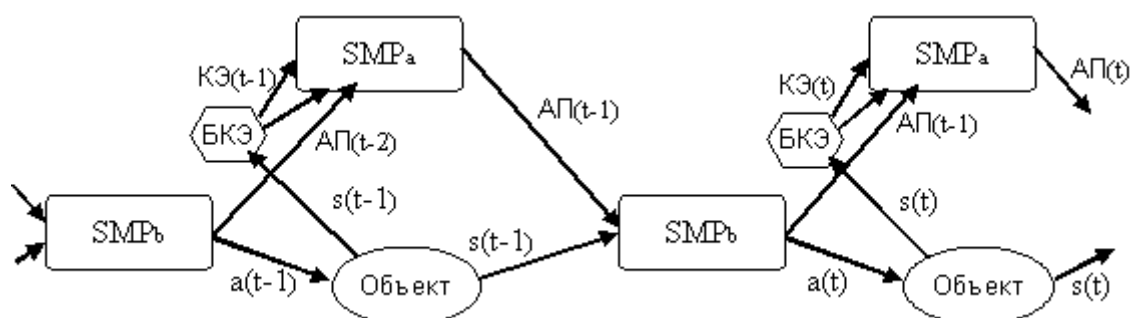 SMPa
SMPa
КЭ(t-1)
КЭ(t)
АП(t)
БКЭ
АП(t-1)
БКЭ
АП(t-1)
АП(t-2)
s(t-1)
s(t)
SMPb
SMPb
s(t-1)
a(t-1)
Объект
a(t)
Объект
s(t)